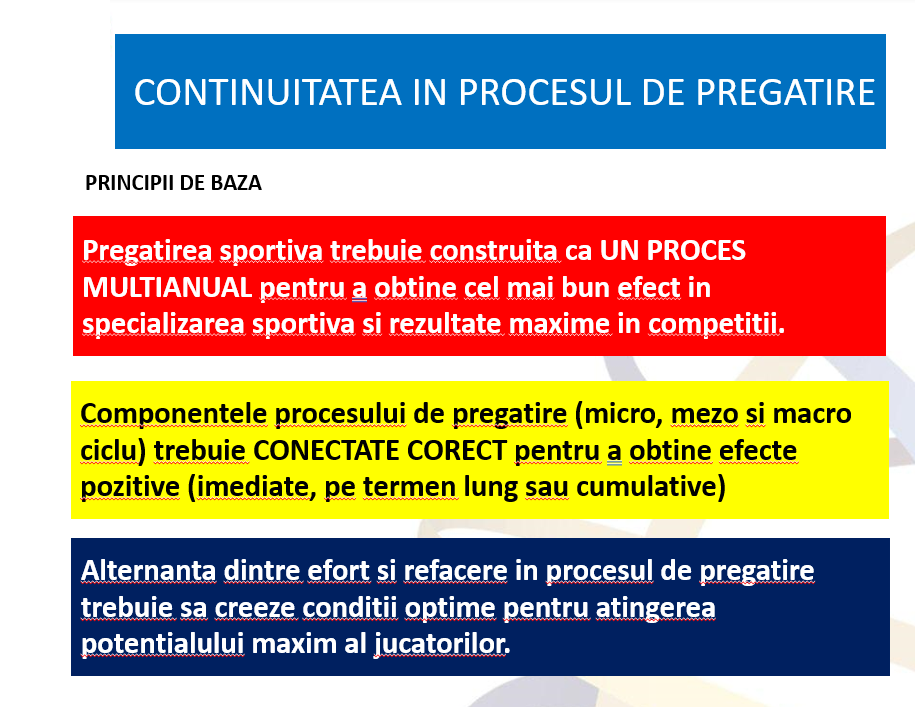 CONTINUITATEA IN PROCESUL DE PREGATIRE
PRINCIPII DE BAZA
Pregatirea sportiva trebuie construita ca UN PROCES
MULTIANUAL pentru a obtine cel mai bun efect in
specializarea sportiva si rezultate maxime in competitii.
Componentele procesului de pregatire (micro, mezo si macro
ciclu) trebuie CONECTATE CORECT pentru a obtine efecte
pozitive (imediate, pe termen lung sau cumulative)
Alternanta dintre efort si refacere in procesul de pregatire
trebuie sa creeze conditii optime pentru atingerea
potentialului maxim al jucatorilor.